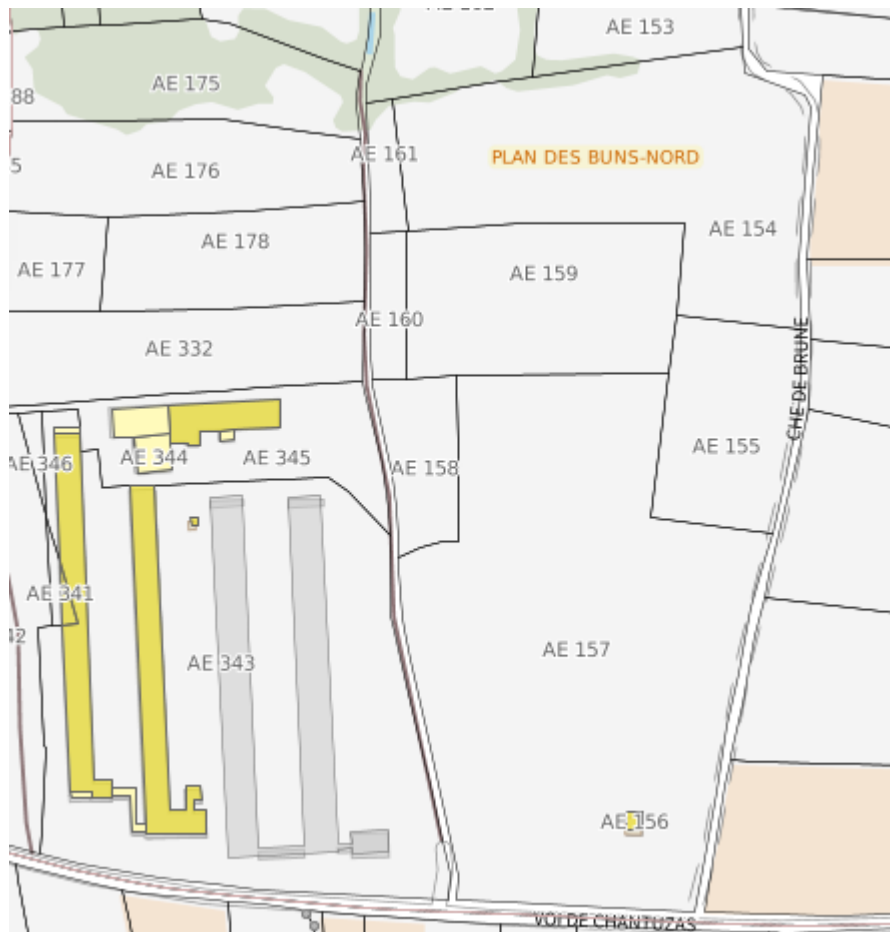 AE 153
AE 175
88
AE 161
PLAN DES BUNS-NORD
5
AE 176
AE 154
AE 178
AE 177
AE 159
AE 160
AE 332
CHE DE BRUNE
AE 155
AE 346
AE 344
AE 345
AE 158
AE 341
42
AE 157
AE 343
AE 156
VOI DE CHANTUZAS